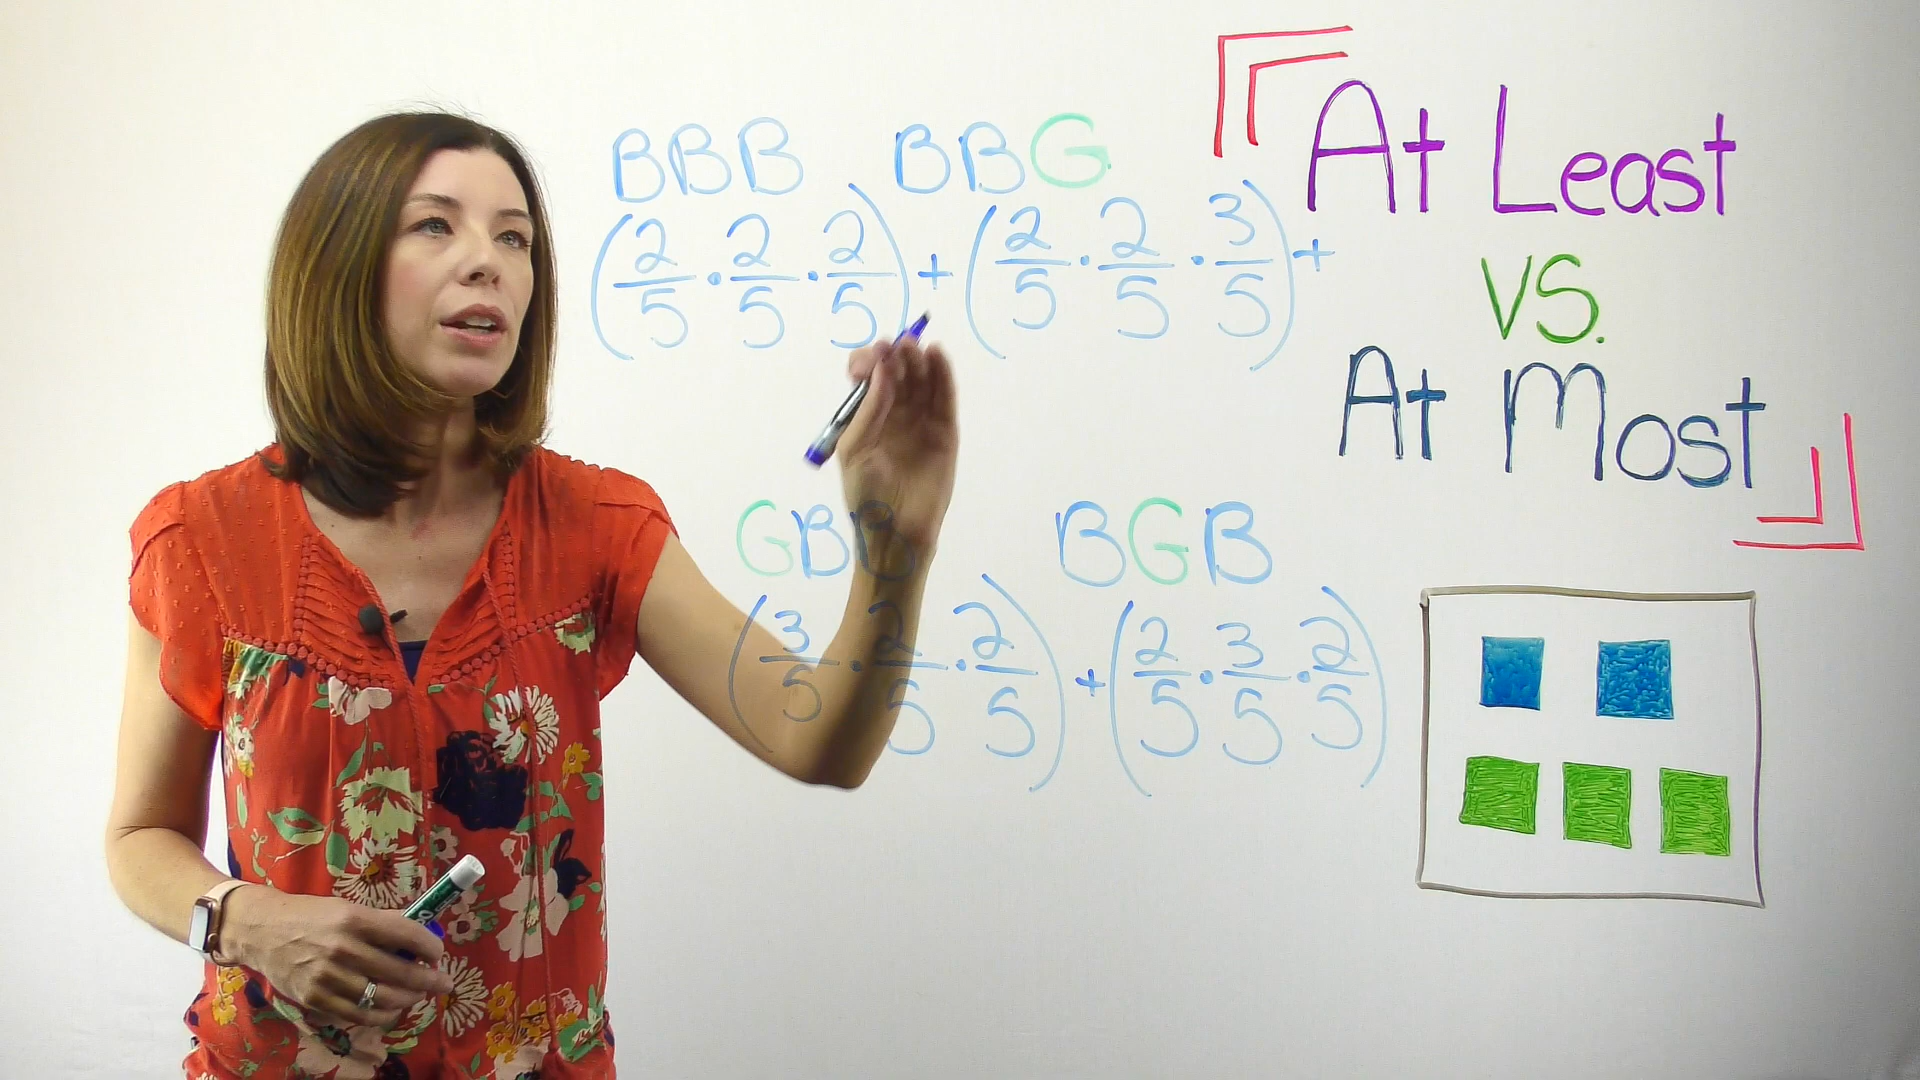 BBB BBG
(2/5 · 2/5 · 2/5) + (2/5 · 2/5 · 3/5) +
GBB BGB
(3/5 · 2/5 · 2/5) + (2/5 · 3/5 · 2/5)
At Least
VS.
At Most